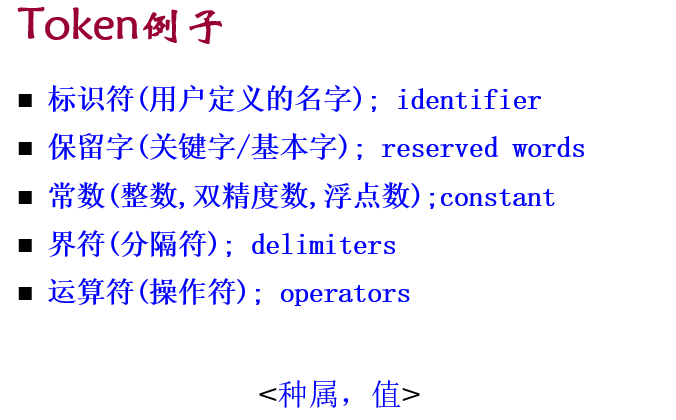 Token例子
■ 标识符(用户定义的名字); identifier
■ 保留字(关键字/基本字); reserved words
■ 常数(整数,双精度数,浮点数);constant
■ 界符(分隔符); delimiters
■ 运算符(操作符); operators
<种属，值>